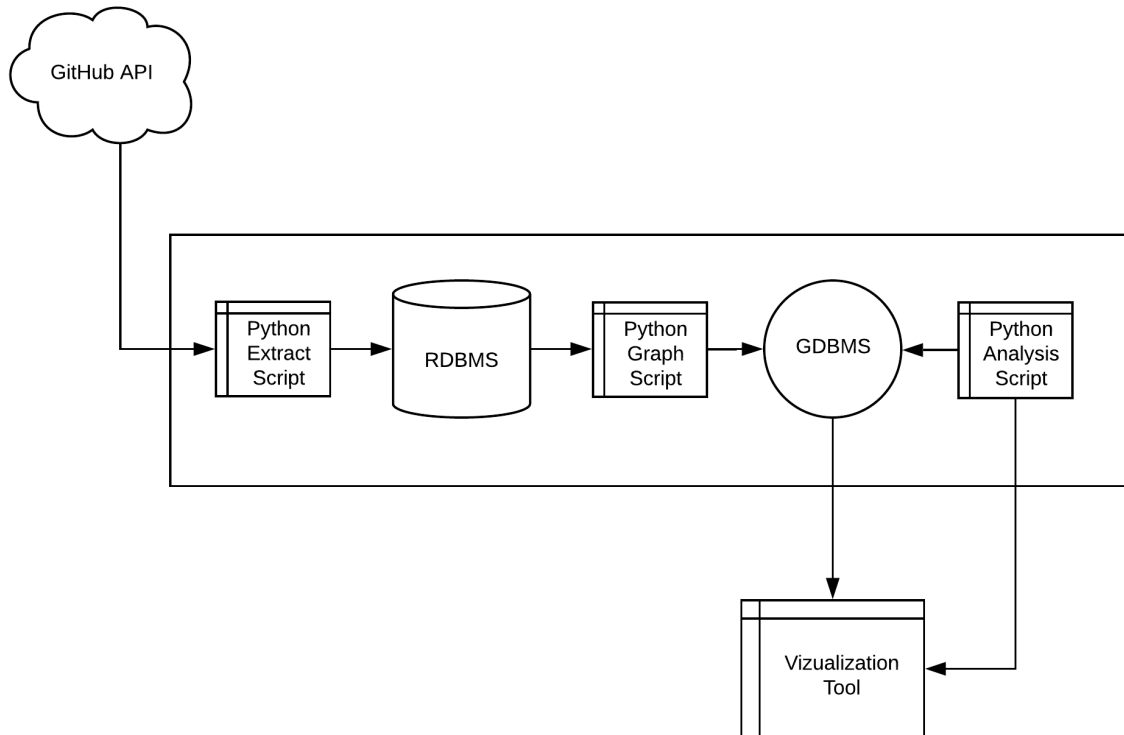 GitHub API
Python
Extract
Script
RDBMS
Python
Graph
Script
GDBMS
Python
Analysis
Script
Vizualization
Tool